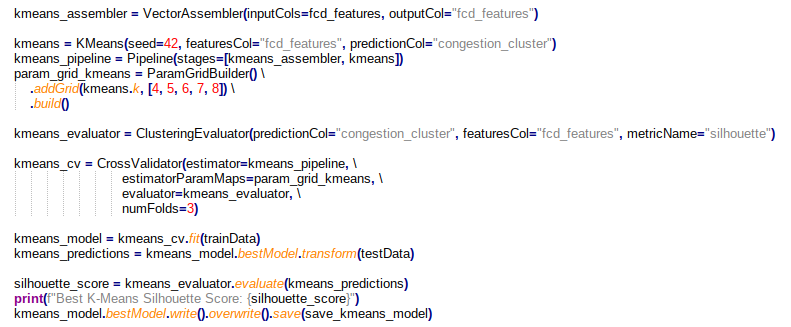 kmeans_assembler = VectorAssembler(inputCols=fcd_features, outputCol="fcd_features")
kmeans = KMeans(seed=42, featuresCol="fcd_features", predictionCol="congestion_cluster")
kmeans_pipeline = Pipeline(stages=[kmeans_assembler, kmeans])
param_grid_kmeans = ParamGridBuilder() \
.addGrid(kmeans.k, [4, 5, 6, 7, 8]) \
.build()
kmeans_evaluator = ClusteringEvaluator(predictionCol="congestion_cluster", featuresCol="fcd_features", metricName="silhouette")
kmeans_cv = CrossValidator(estimator=kmeans_pipeline, \
estimatorParamMaps=param_grid_kmeans, \
evaluator=kmeans_evaluator, \
numFolds=3)
kmeans_model = kmeans_cv.fit(trainData)
kmeans_predictions = kmeans_model.bestModel.transform(testData)
silhouette_score = kmeans_evaluator.evaluate(kmeans_predictions)
print(f"Best K-Means Silhouette Score: {silhouette_score}")
kmeans_model.bestModel.write().overwrite().save(save_kmeans_model)